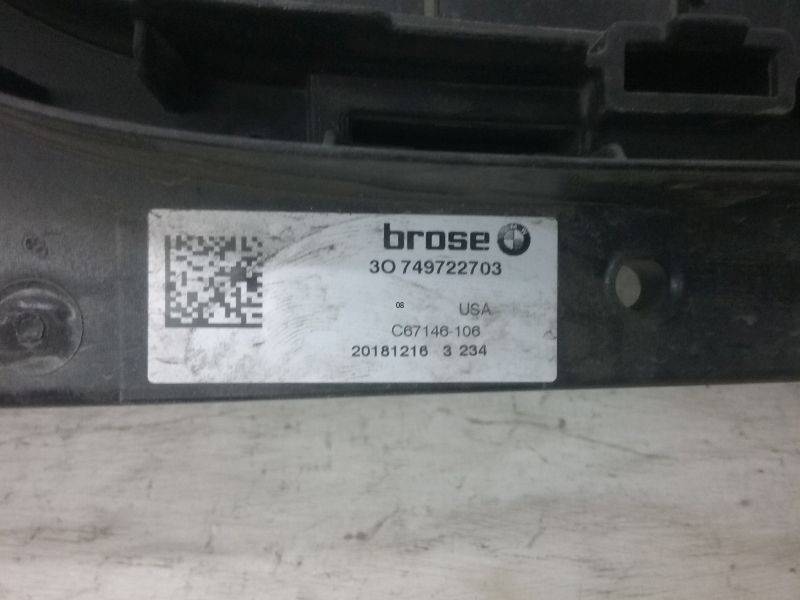 brose
3O 749722703
08 USA
C67146-106
20181216 3 234